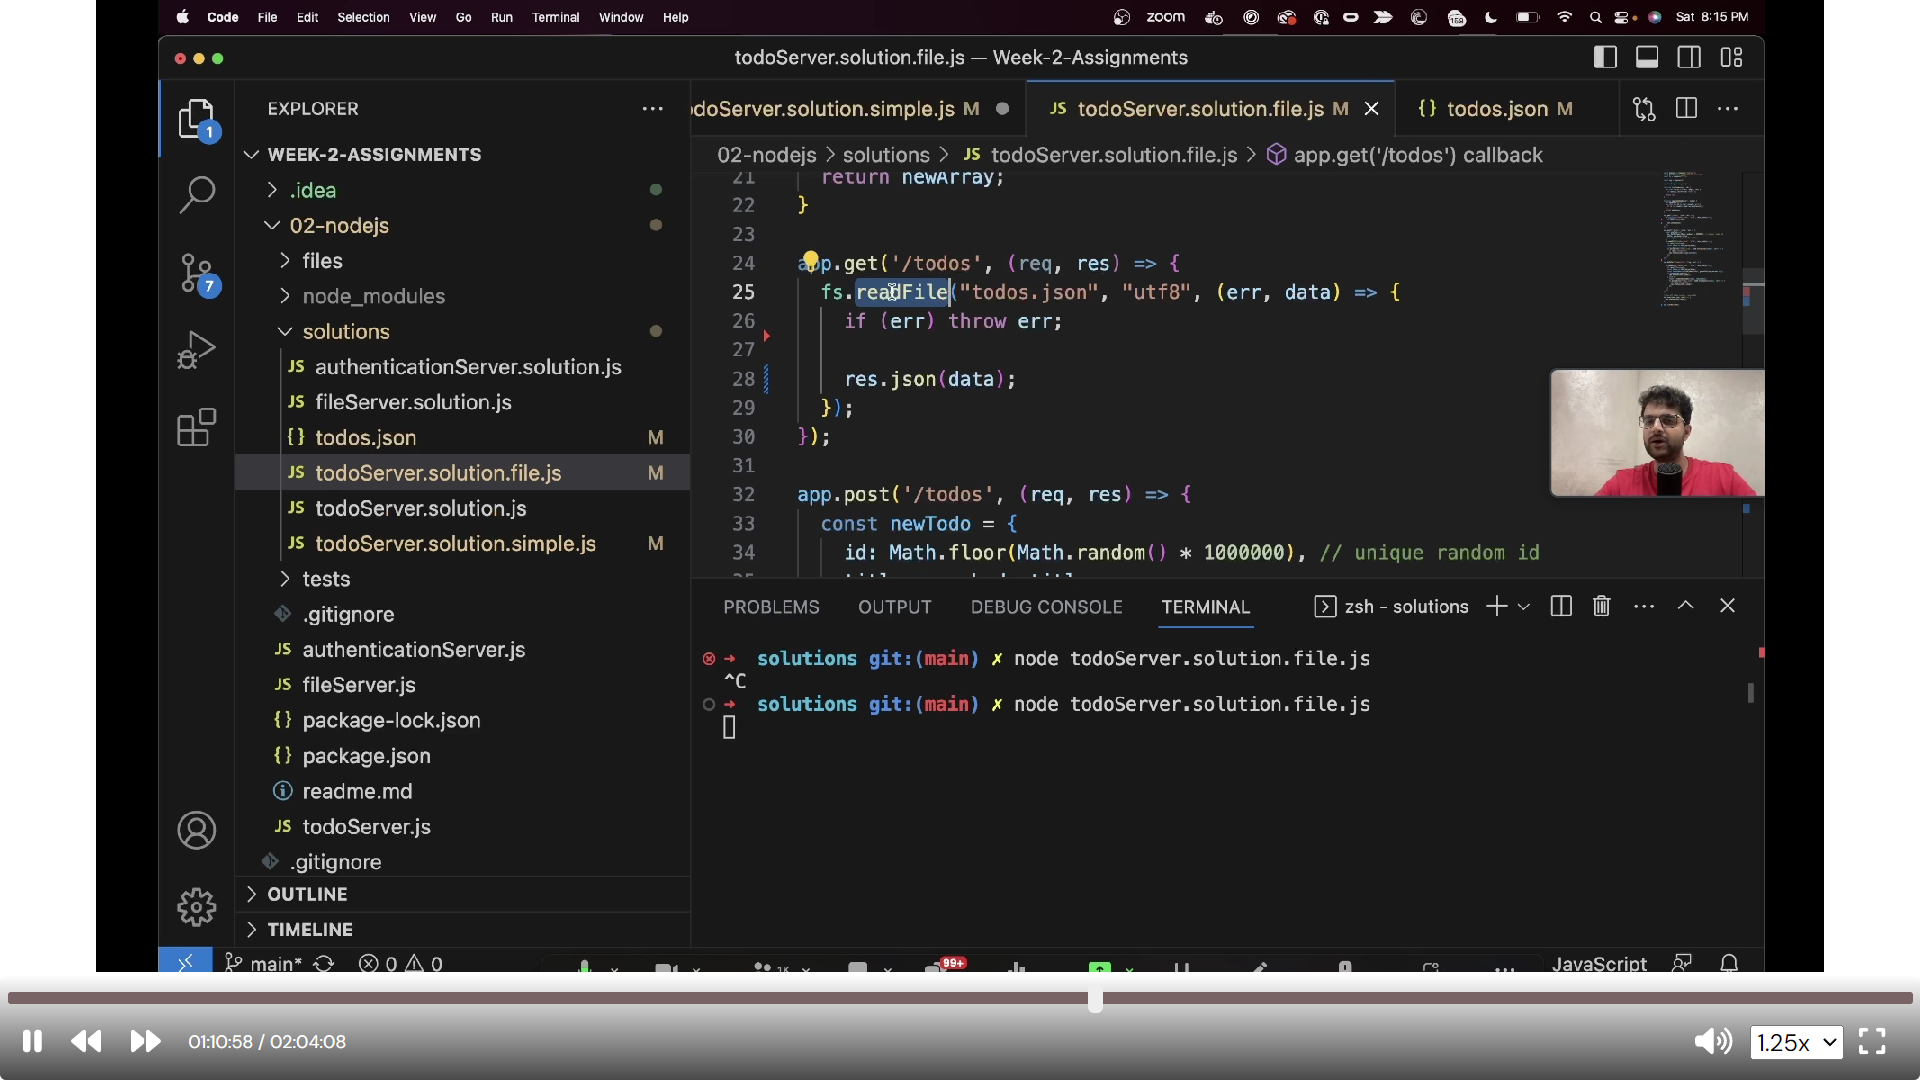 Code File Edit Selection View Go Run Terminal Window Help zoom 159 Sat 8:15 PM
todoServer.solution.file.js — Week-2-Assignments
EXPLORER
doServer.solution.simple.js M
JS todoServer.solution.file.js M
{} todos.json M
02-nodejs > solutions > JS todoServer.solution.file.js > app.get('/todos') callback
1
7
WEEK-2-ASSIGNMENTS
.idea
02-nodejs
files
node_modules
solutions
JS authenticationServer.solution.js
JS fileServer.solution.js
{} todos.json M
JS todoServer.solution.file.js M
JS todoServer.solution.js
JS todoServer.solution.simple.js M
tests
.gitignore
JS authenticationServer.js
JS fileServer.js
{} package-lock.json
{} package.json
readme.md
JS todoServer.js
.gitignore
OUTLINE
TIMELINE
21 return newArray;
22 }
23
24 app.get('/todos', (req, res) => {
25 fs.readFile("todos.json", "utf8", (err, data) => {
26 if (err) throw err;
27
28 res.json(data);
29 });
30 });
31
32 app.post('/todos', (req, res) => {
33 const newTodo = {
34 id: Math.floor(Math.random() * 1000000), // unique random id
PROBLEMS OUTPUT DEBUG CONSOLE TERMINAL zsh - solutions
→ solutions git:(main) ✗ node todoServer.solution.file.js
^C
→ solutions git:(main) ✗ node todoServer.solution.file.js
main* 0 0 1K 99+ JavaScript
01:10:58 / 02:04:08 1.25x